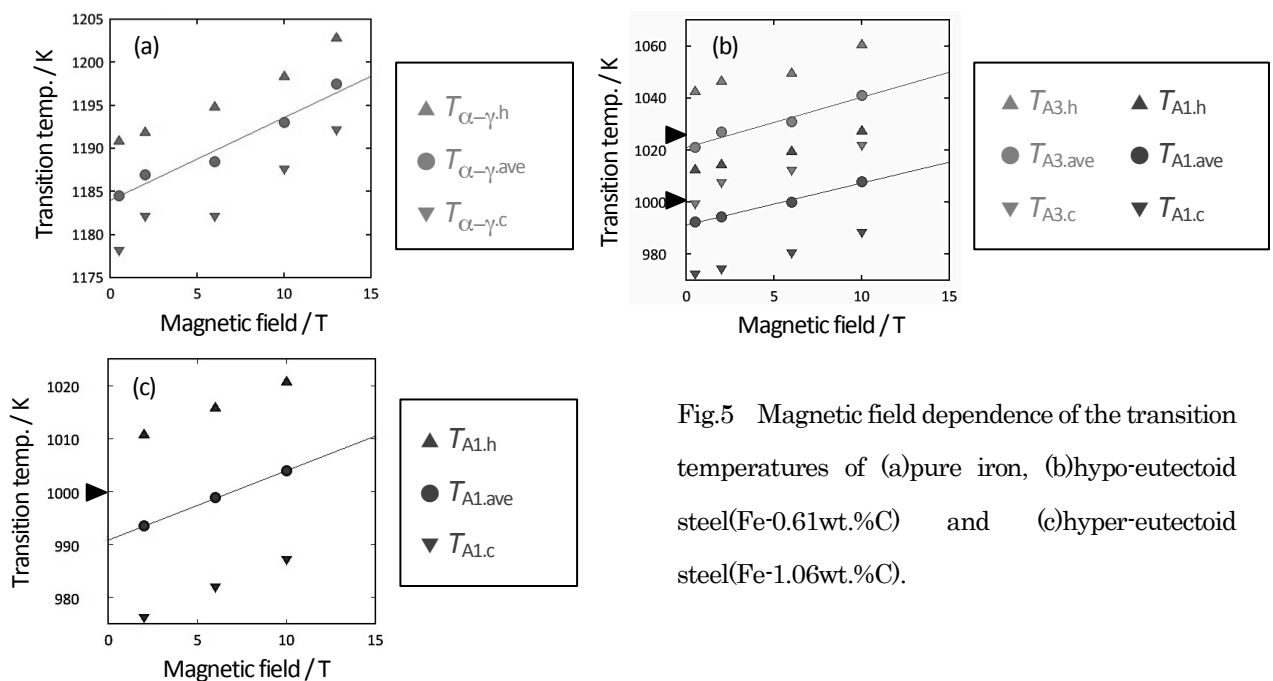 (a)
Transition temp. / K
1205
1200
1195
1190
1185
1180
1175
0 5 10 15
Magnetic field / T
Tα−γ.h
Tα−γ.ave
Tα−γ.c
(b)
Transition temp. / K
1060
1040
1020
1000
980
0 5 10 15
Magnetic field / T
TA3.h TA1.h
TA3.ave TA1.ave
TA3.c TA1.c
(c)
Transition temp. / K
1020
1010
1000
990
980
0 5 10 15
Magnetic field / T
TA1.h
TA1.ave
TA1.c
Fig.5 Magnetic field dependence of the transition
temperatures of (a)pure iron, (b)hypo-eutectoid
steel(Fe-0.61wt.%C) and (c)hyper-eutectoid
steel(Fe-1.06wt.%C).